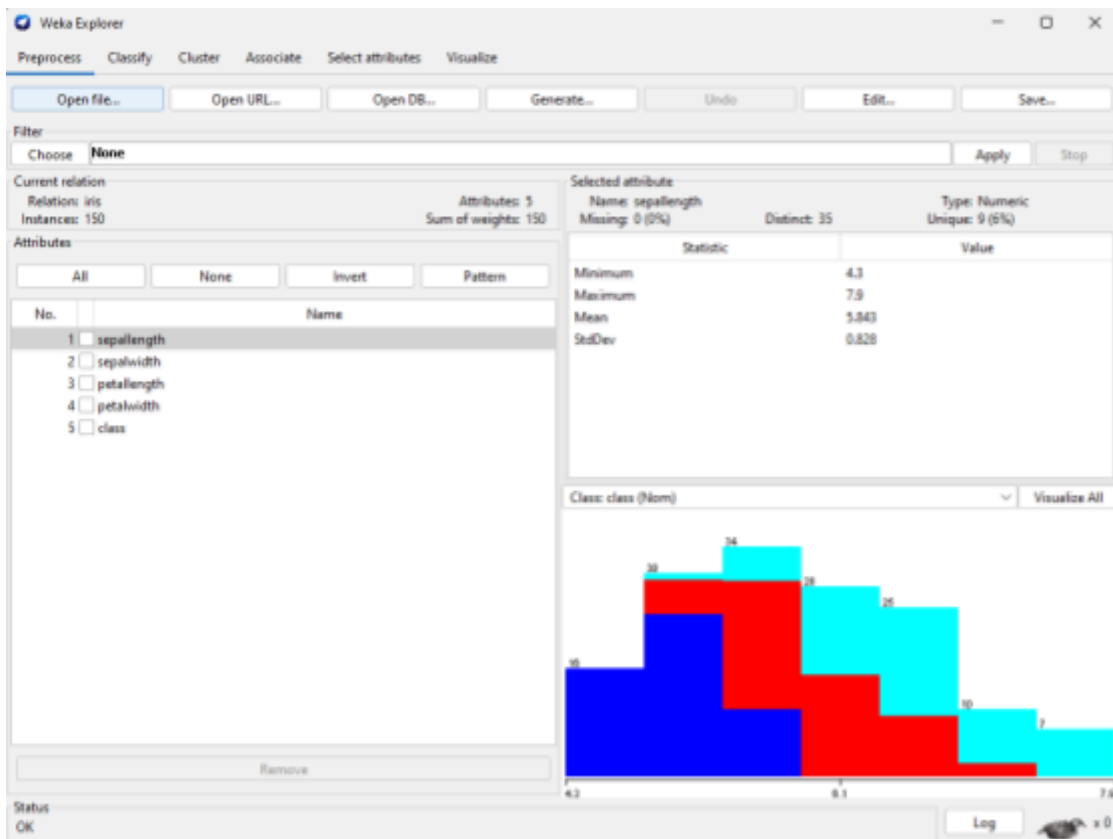 Weka Explorer
Preprocess Classify Cluster Associate Select attributes Visualize
Open file... Open URL... Open DB... Generate... Undo Edit... Save...
Filter
Choose None Apply Stop
Current relation
Relation: iris Attributes: 5
Instances: 150 Sum of weights: 150
Attributes
All None Invert Pattern
No. Name
1 sepallength
2 sepalwidth
3 petallength
4 petalwidth
5 class
Remove
Selected attribute
Name: sepallength Type: Numeric
Missing: 0 (0%) Distinct: 35 Unique: 9 (6%)
Statistic Value
Minimum 4.3
Maximum 7.9
Mean 5.843
StdDev 0.828
Class: class (Nom) Visualize All
34
28
25
10
7
6.1
Status
OK
Log x 0